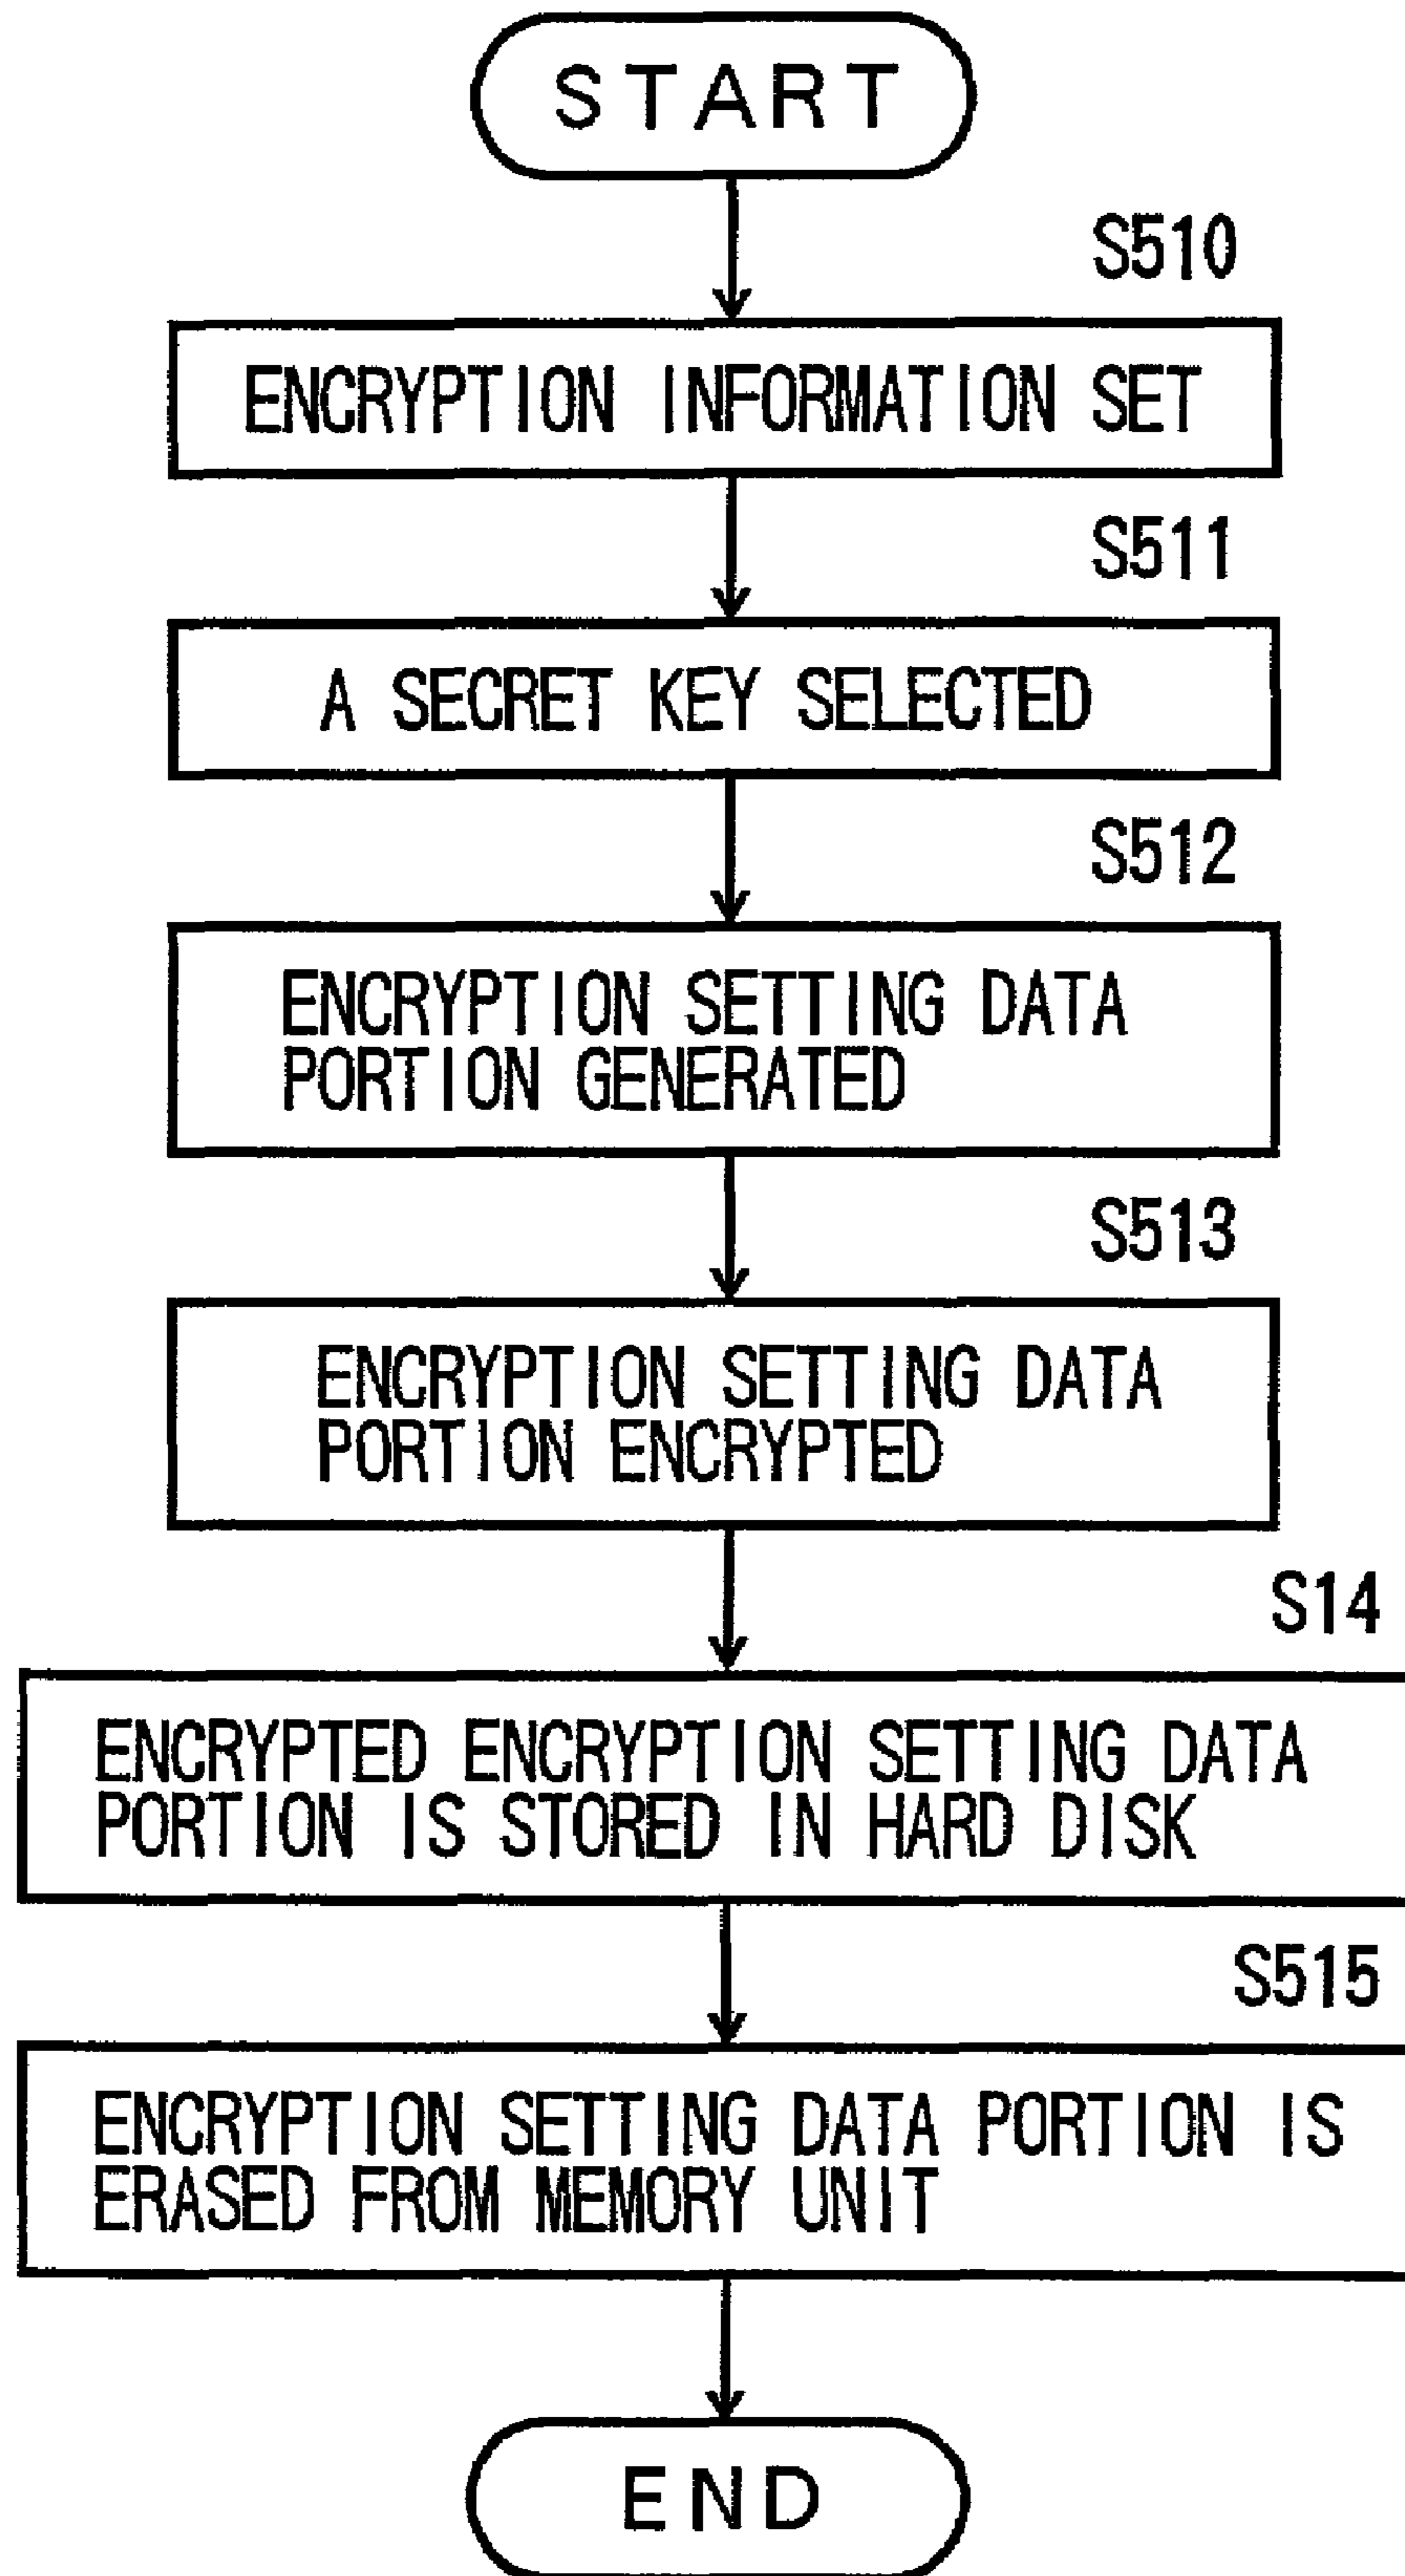 START
S510
ENCRYPTION INFORMATION SET
S511
A SECRET KEY SELECTED
S512
ENCRYPTION SETTING DATA
PORTION GENERATED
S513
ENCRYPTION SETTING DATA
PORTION ENCRYPTED
S14
ENCRYPTED ENCRYPTION SETTING DATA
PORTION IS STORED IN HARD DISK
S515
ENCRYPTION SETTING DATA PORTION IS
ERASED FROM MEMORY UNIT
END